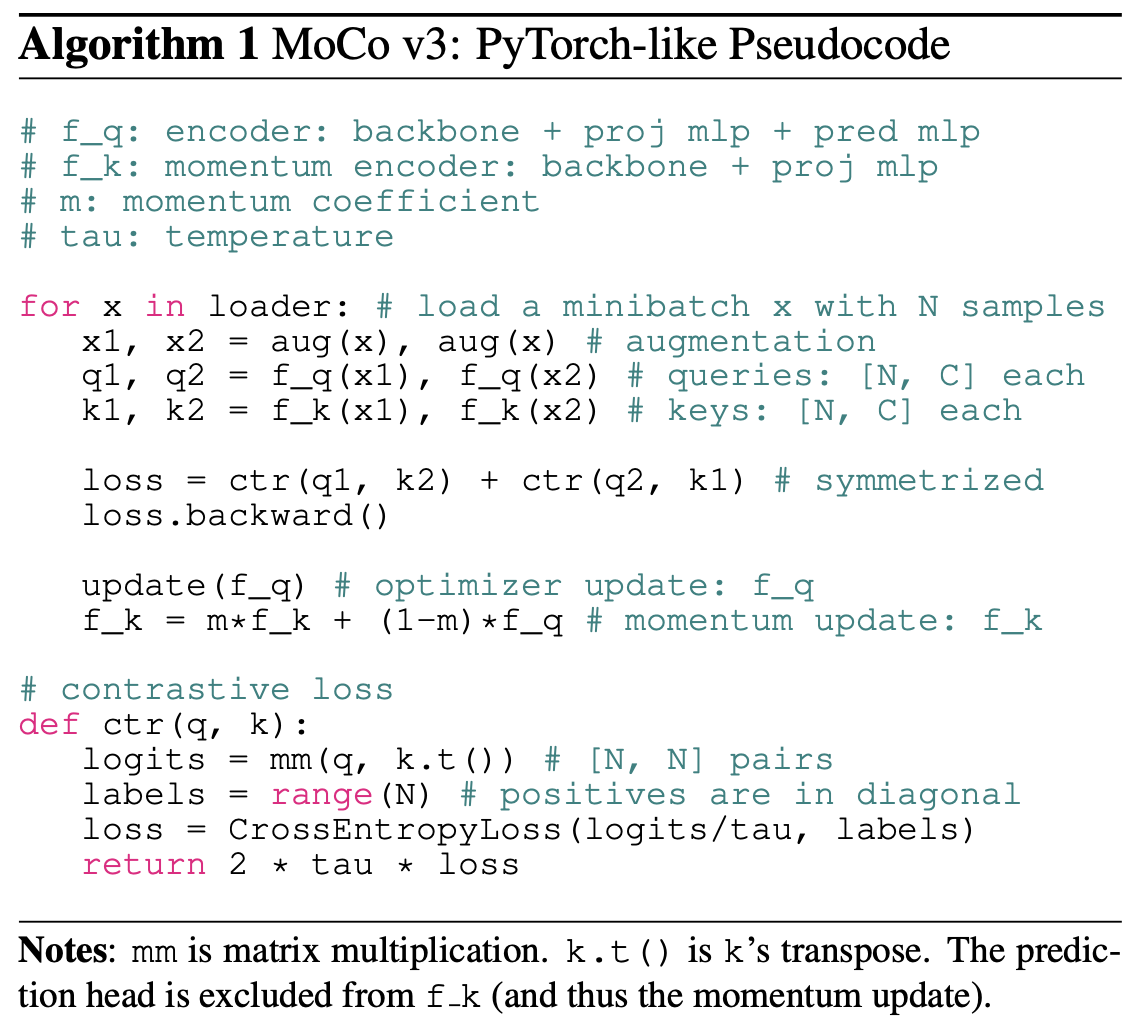 Algorithm 1 MoCo v3: PyTorch-like Pseudocode
# f_q: encoder: backbone + proj mlp + pred mlp
# f_k: momentum encoder: backbone + proj mlp
# m: momentum coefficient
# tau: temperature
for x in loader: # load a minibatch x with N samples
x1, x2 = aug(x), aug(x) # augmentation
q1, q2 = f_q(x1), f_q(x2) # queries: [N, C] each
k1, k2 = f_k(x1), f_k(x2) # keys: [N, C] each
loss = ctr(q1, k2) + ctr(q2, k1) # symmetrized
loss.backward()
update(f_q) # optimizer update: f_q
f_k = m*f_k + (1-m)*f_q # momentum update: f_k
# contrastive loss
def ctr(q, k):
logits = mm(q, k.t()) # [N, N] pairs
labels = range(N) # positives are in diagonal
loss = CrossEntropyLoss(logits/tau, labels)
return 2 * tau * loss
Notes: mm is matrix multiplication. k.t() is k’s transpose. The predic-
tion head is excluded from f_k (and thus the momentum update).